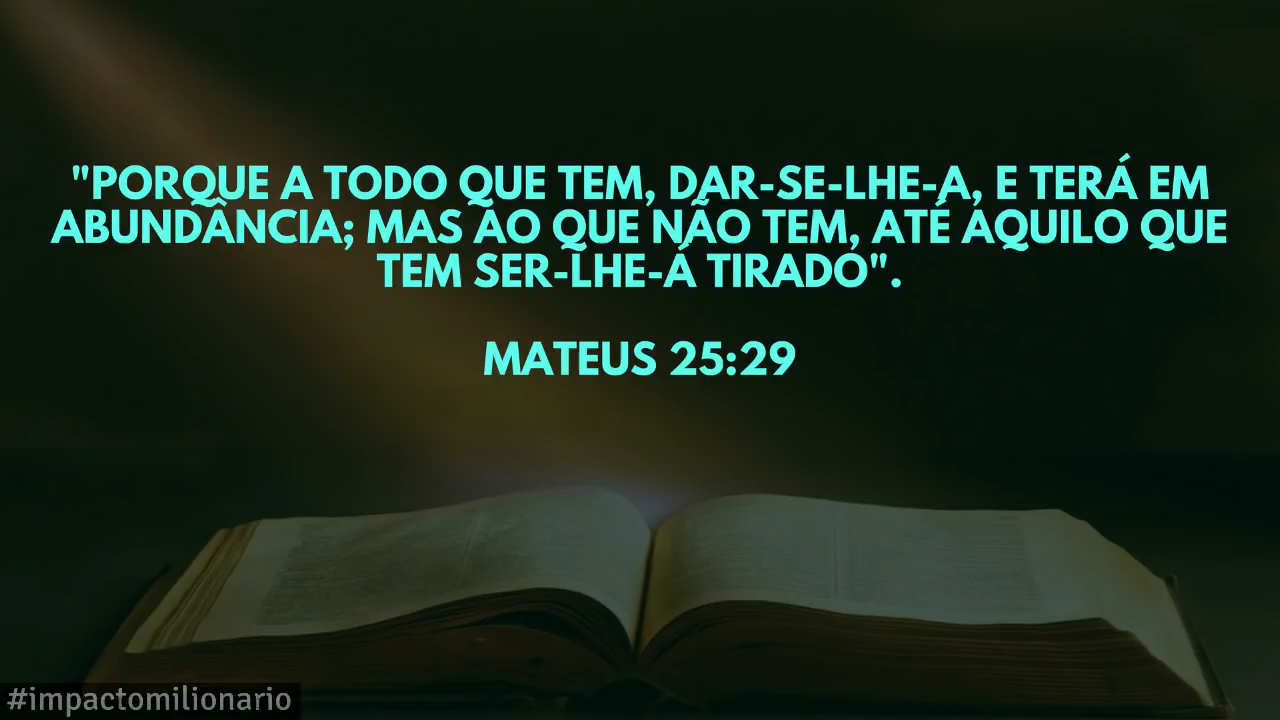 "PORQUE A TODO QUE TEM, DAR-SE-LHE-A, E TERÁ EM
ABUNDÂNCIA; MAS AO QUE NÃO TEM, ATÉ AQUILO QUE
TEM SER-LHE-Á TIRADO".
MATEUS 25:29
#impactomilionario